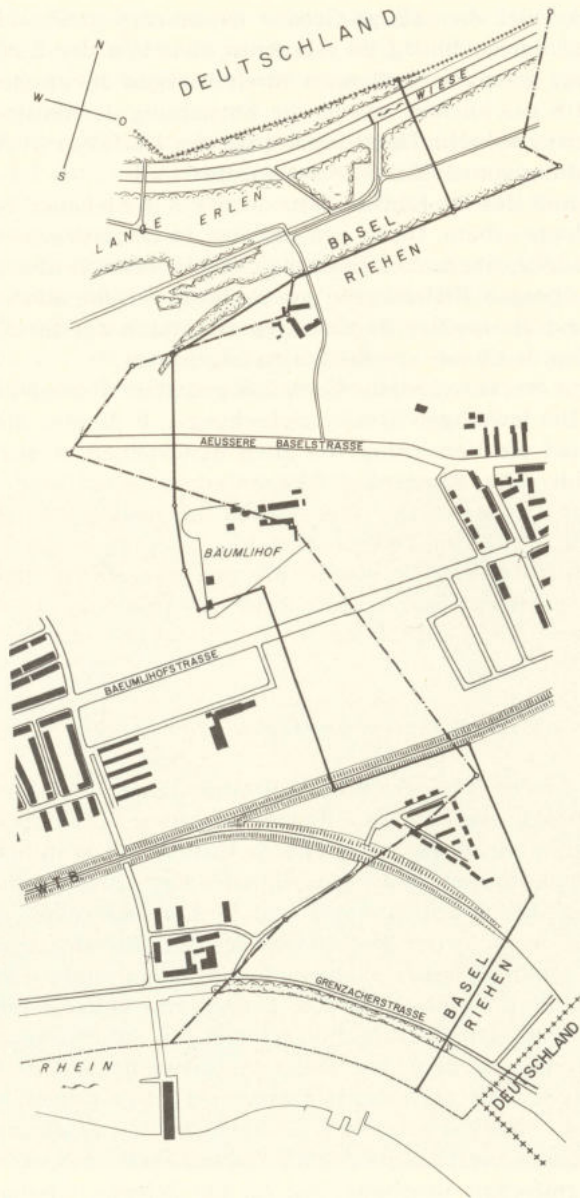 DEUTSCHLAND
N
W
O
S
WIESE
LANGE ERLEN
BASEL
RIEHEN
AEUSSERE BASELSTRASSE
BÄUMLIHOF
BAEUMLIHOFSTRASSE
W.T.B.
GRENZACHERSTRASSE
BASEL
RIEHEN
RHEIN
DEUTSCHLAND